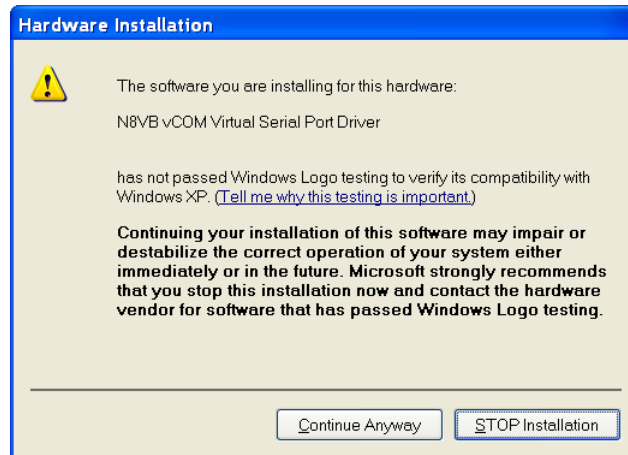 Hardware Installation
The software you are installing for this hardware:
N8VB vCOM Virtual Serial Port Driver
has not passed Windows Logo testing to verify its compatibility with
Windows XP. (Tell me why this testing is important.)
Continuing your installation of this software may impair or
destabilize the correct operation of your system either
immediately or in the future. Microsoft strongly recommends
that you stop this installation now and contact the hardware
vendor for software that has passed Windows Logo testing.
Continue Anyway
STOP Installation